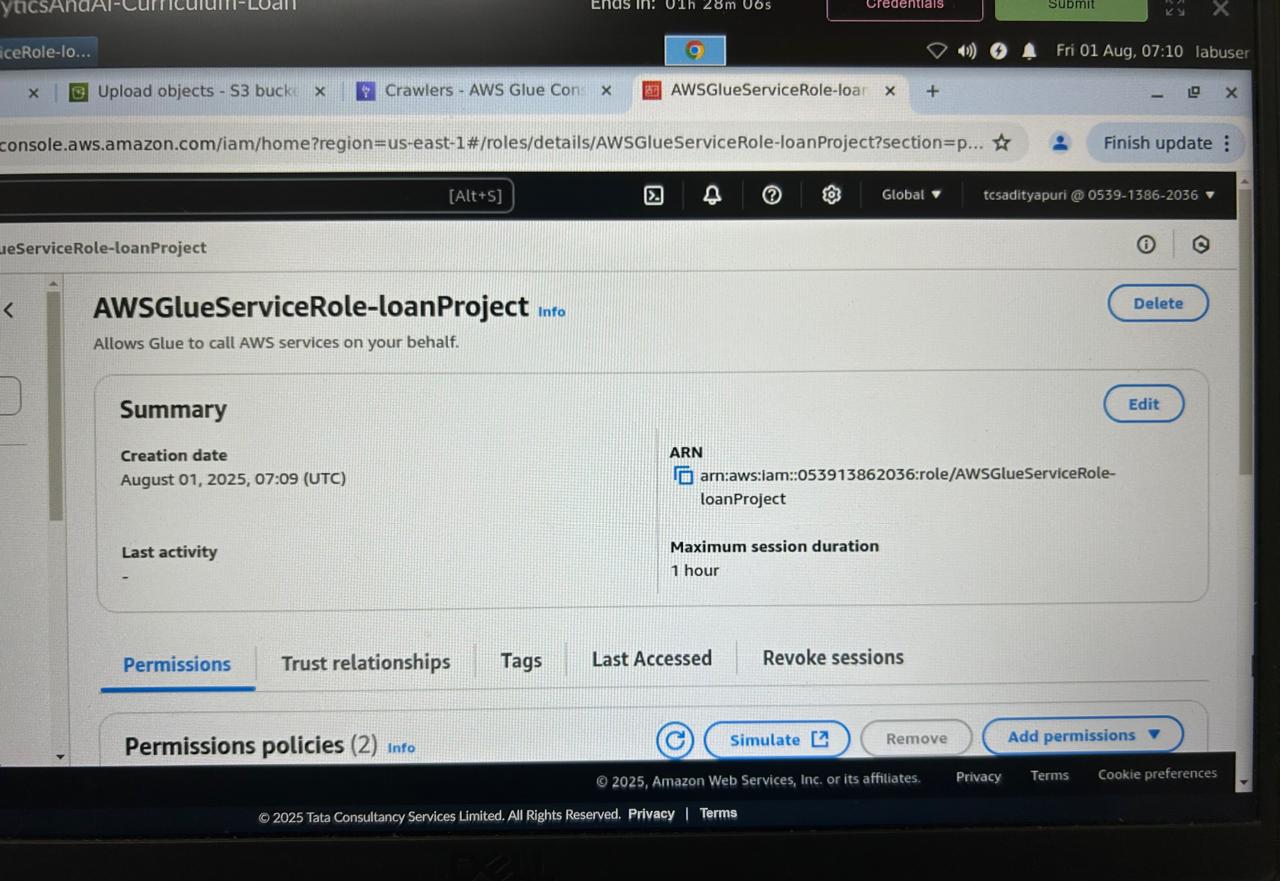 yticsAndAI-Curriculum-Loan
Ends in: 01h 28m 06s
Credentials
Submit
iceRole-lo...
Fri 01 Aug, 07:10 labuser
Upload objects - S3 bucke
Crawlers - AWS Glue Con
AWSGlueServiceRole-loan
console.aws.amazon.com/iam/home?region=us-east-1#/roles/details/AWSGlueServiceRole-loanProject?section=p...
Finish update
[Alt+S]
Global
tcsadityapuri @ 0539-1386-2036
ueServiceRole-loanProject
AWSGlueServiceRole-loanProject Info
Delete
Allows Glue to call AWS services on your behalf.
Summary
Edit
Creation date
August 01, 2025, 07:09 (UTC)
ARN
arn:aws:iam::053913862036:role/AWSGlueServiceRole-
loanProject
Last activity
-
Maximum session duration
1 hour
Permissions
Trust relationships
Tags
Last Accessed
Revoke sessions
Permissions policies (2) Info
Simulate
Remove
Add permissions
© 2025, Amazon Web Services, Inc. or its affiliates.
Privacy
Terms
Cookie preferences
© 2025 Tata Consultancy Services Limited. All Rights Reserved. Privacy | Terms
DELL